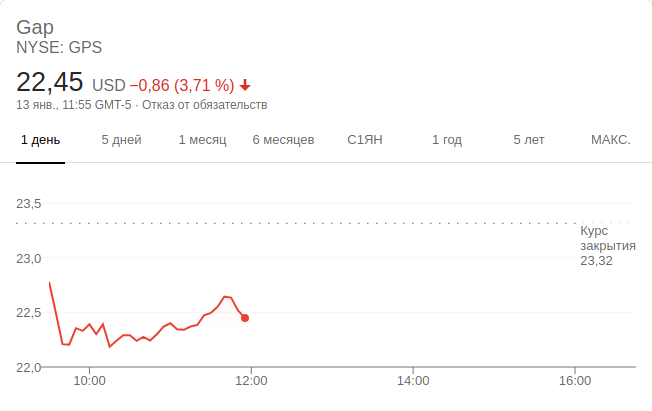 Gap
NYSE: GPS
22,45 USD −0,86 (3,71 %)
13 янв., 11:55 GMT-5 · Отказ от обязательств
1 день 5 дней 1 месяц 6 месяцев С1ЯН 1 год 5 лет МАКС.
23,5
Курс
закрытия
23,32
23,0
22,5
22,0
10:00 12:00 14:00 16:00